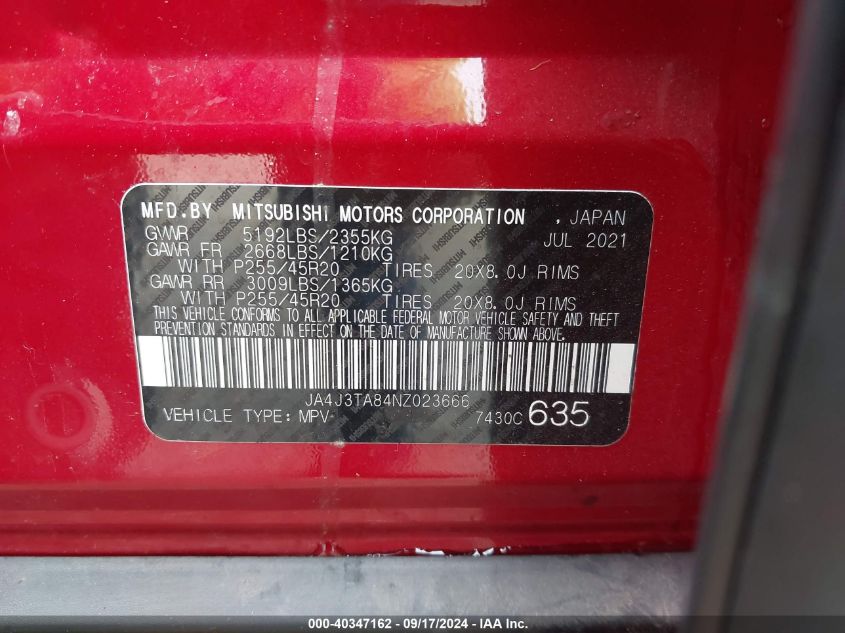 MFD.BY MITSUBISHI MOTORS CORPORATION , JAPAN
GVWR 5192LBS/2355KG JUL 2021
GAWR FR 2668LBS/1210KG
WITH P255/45R20 TIRES 20X8.0J RIMS
GAWR RR 3009LBS/1365KG
WITH P255/45R20 TIRES 20X8.0J RIMS
THIS VEHICLE CONFORMS TO ALL APPLICABLE FEDERAL MOTOR VEHICLE SAFETY AND THEFT
PREVENTION STANDARDS IN EFFECT ON THE DATE OF MANUFACTURE SHOWN ABOVE.
JA4J3TA84NZ023666
VEHICLE TYPE: MPV 7430C 635
000-40347162 - 09/17/2024 - © IAA Holdings, LLC.